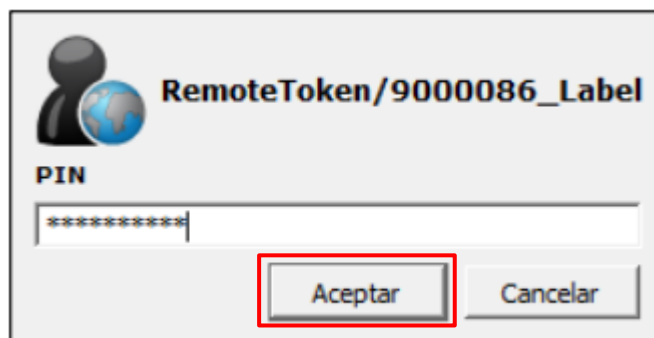 RemoteToken/9000086_Label
PIN
**********
Aceptar
Cancelar